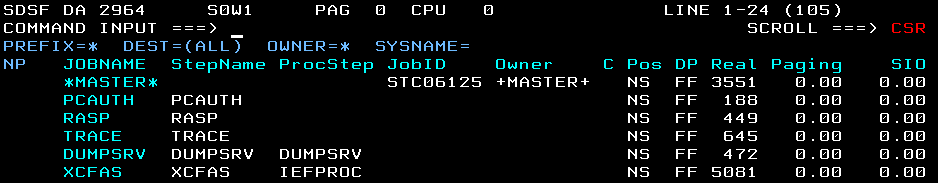 SDSF DA 2964 S0W1 PAG 0 CPU 0 LINE 1-24 (105)
COMMAND INPUT ===> _ SCROLL ===> CSR
PREFIX=* DEST=(ALL) OWNER=* SYSNAME=
NP JOBNAME StepName ProcStep JobID Owner C Pos DP Real Paging SIO
*MASTER* STC06125 +MASTER+ NS FF 3551 0.00 0.00
PCAUTH PCAUTH NS FF 188 0.00 0.00
RASP RASP NS FF 449 0.00 0.00
TRACE TRACE NS FF 645 0.00 0.00
DUMPSRV DUMPSRV DUMPSRV NS FF 472 0.00 0.00
XCFAS XCFAS IEFPROC NS FF 5081 0.00 0.00